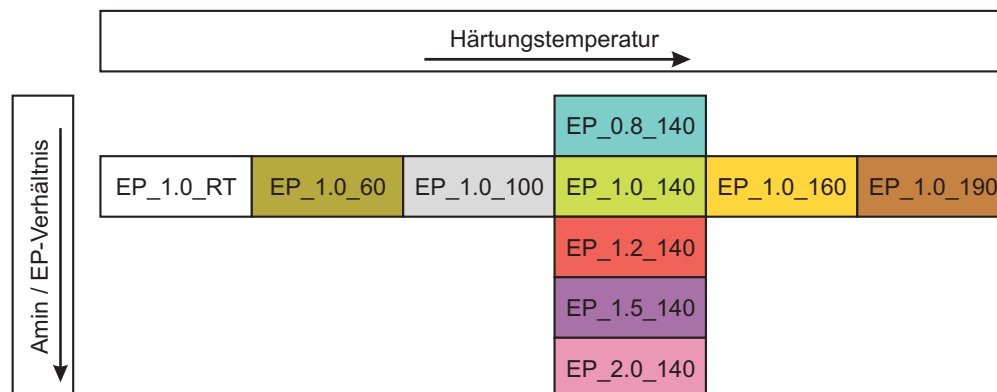 Härtungstemperatur
Amin / EP-Verhältnis
EP_0.8_140
EP_1.0_RT EP_1.0_60 EP_1.0_100 EP_1.0_140 EP_1.0_160 EP_1.0_190
EP_1.2_140
EP_1.5_140
EP_2.0_140